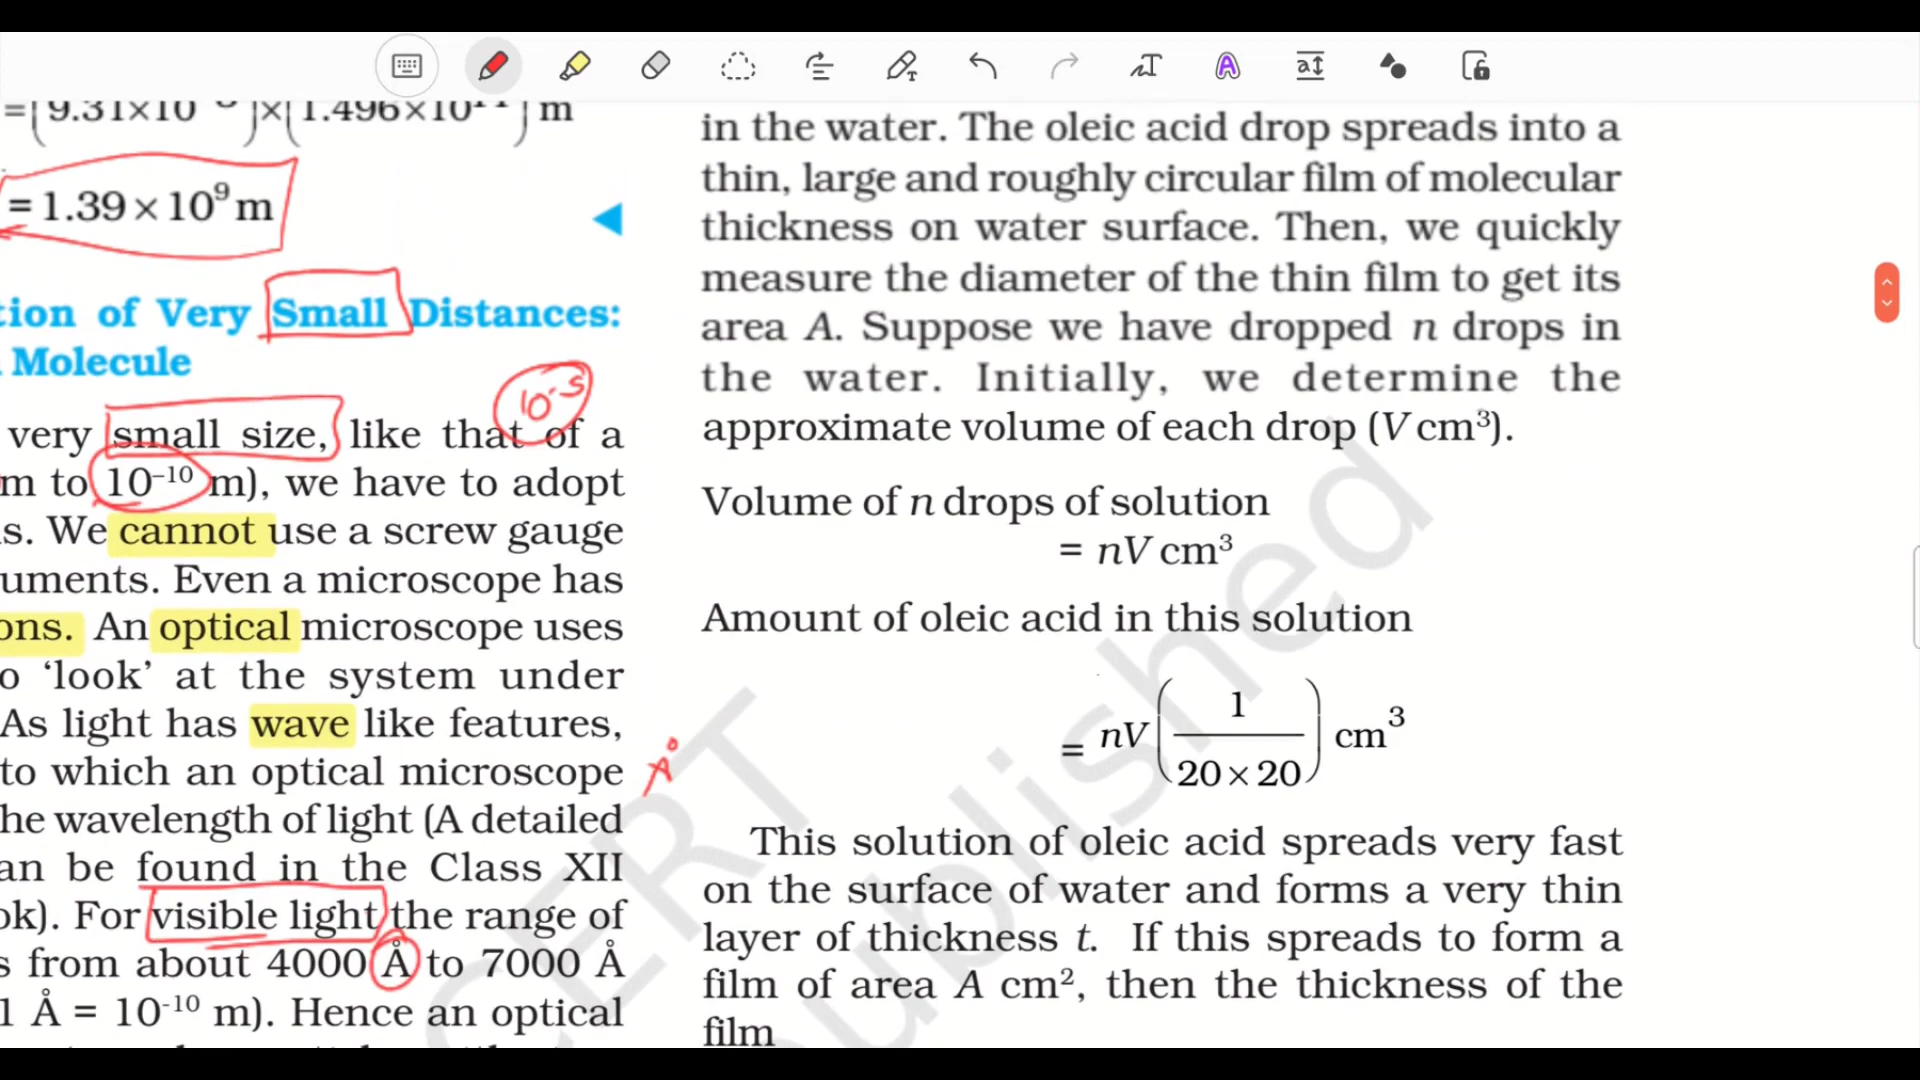 =(9.31×10 )×(1.496×10¹¹) m
= 1.39 × 10⁹ m
tion of Very Small Distances:
Molecule
10⁻⁵
very small size, like that of a
m to 10⁻¹⁰ m), we have to adopt
s. We cannot use a screw gauge
uments. Even a microscope has
ons. An optical microscope uses
o ‘look’ at the system under
As light has wave like features,
to which an optical microscope
he wavelength of light (A detailed
an be found in the Class XII
ok). For visible light the range of
s from about 4000 Å to 7000 Å
1 Å = 10⁻¹⁰ m). Hence an optical
Å
in the water. The oleic acid drop spreads into a
thin, large and roughly circular film of molecular
thickness on water surface. Then, we quickly
measure the diameter of the thin film to get its
area A. Suppose we have dropped n drops in
the water. Initially, we determine the
approximate volume of each drop (V cm³).
Volume of n drops of solution
= nV cm³
Amount of oleic acid in this solution
= nV (1 / 20 × 20) cm³
This solution of oleic acid spreads very fast
on the surface of water and forms a very thin
layer of thickness t. If this spreads to form a
film of area A cm², then the thickness of the
film
CERT
ublished